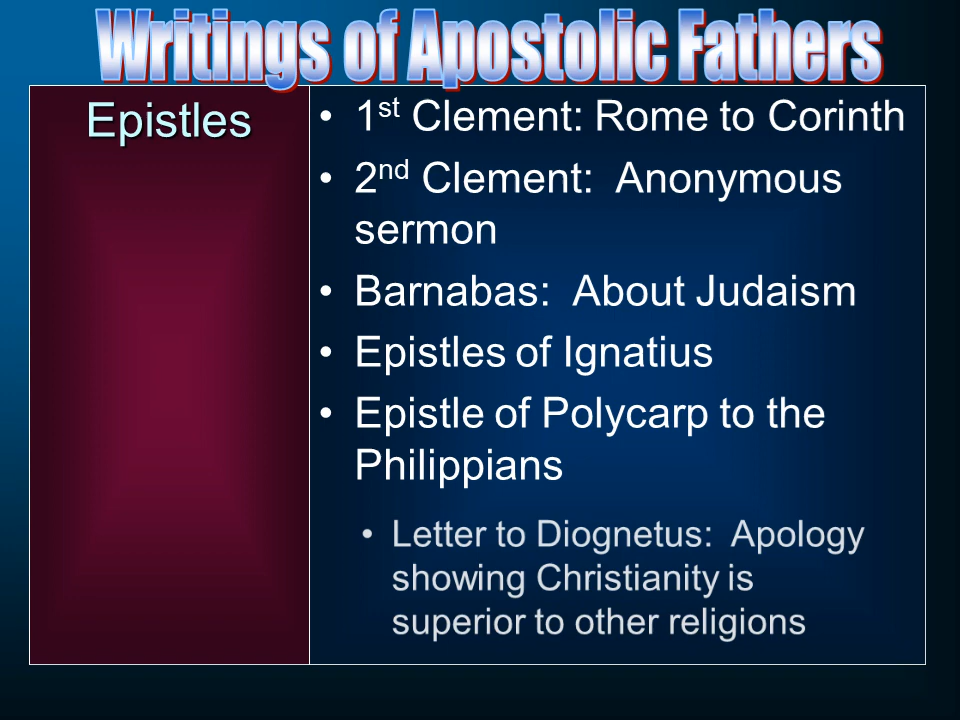 Writings of Apostolic Fathers
Epistles
• 1st Clement: Rome to Corinth
• 2nd Clement: Anonymous
sermon
• Barnabas: About Judaism
• Epistles of Ignatius
• Epistle of Polycarp to the
Philippians
• Letter to Diognetus: Apology
showing Christianity is
superior to other religions